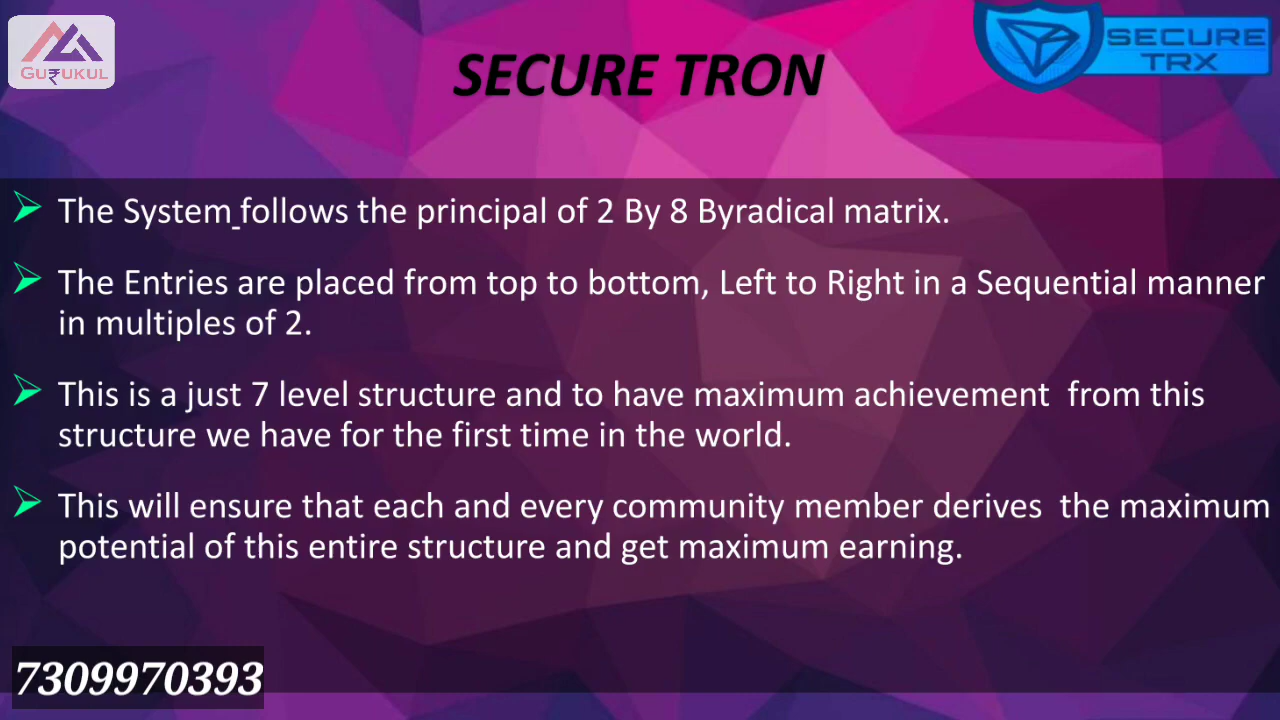 GURUKUL
SECURE TRON
SECURE
TRX
The System follows the principal of 2 By 8 Byradical matrix.
The Entries are placed from top to bottom, Left to Right in a Sequential manner
in multiples of 2.
This is a just 7 level structure and to have maximum achievement from this
structure we have for the first time in the world.
This will ensure that each and every community member derives the maximum
potential of this entire structure and get maximum earning.
7309970393